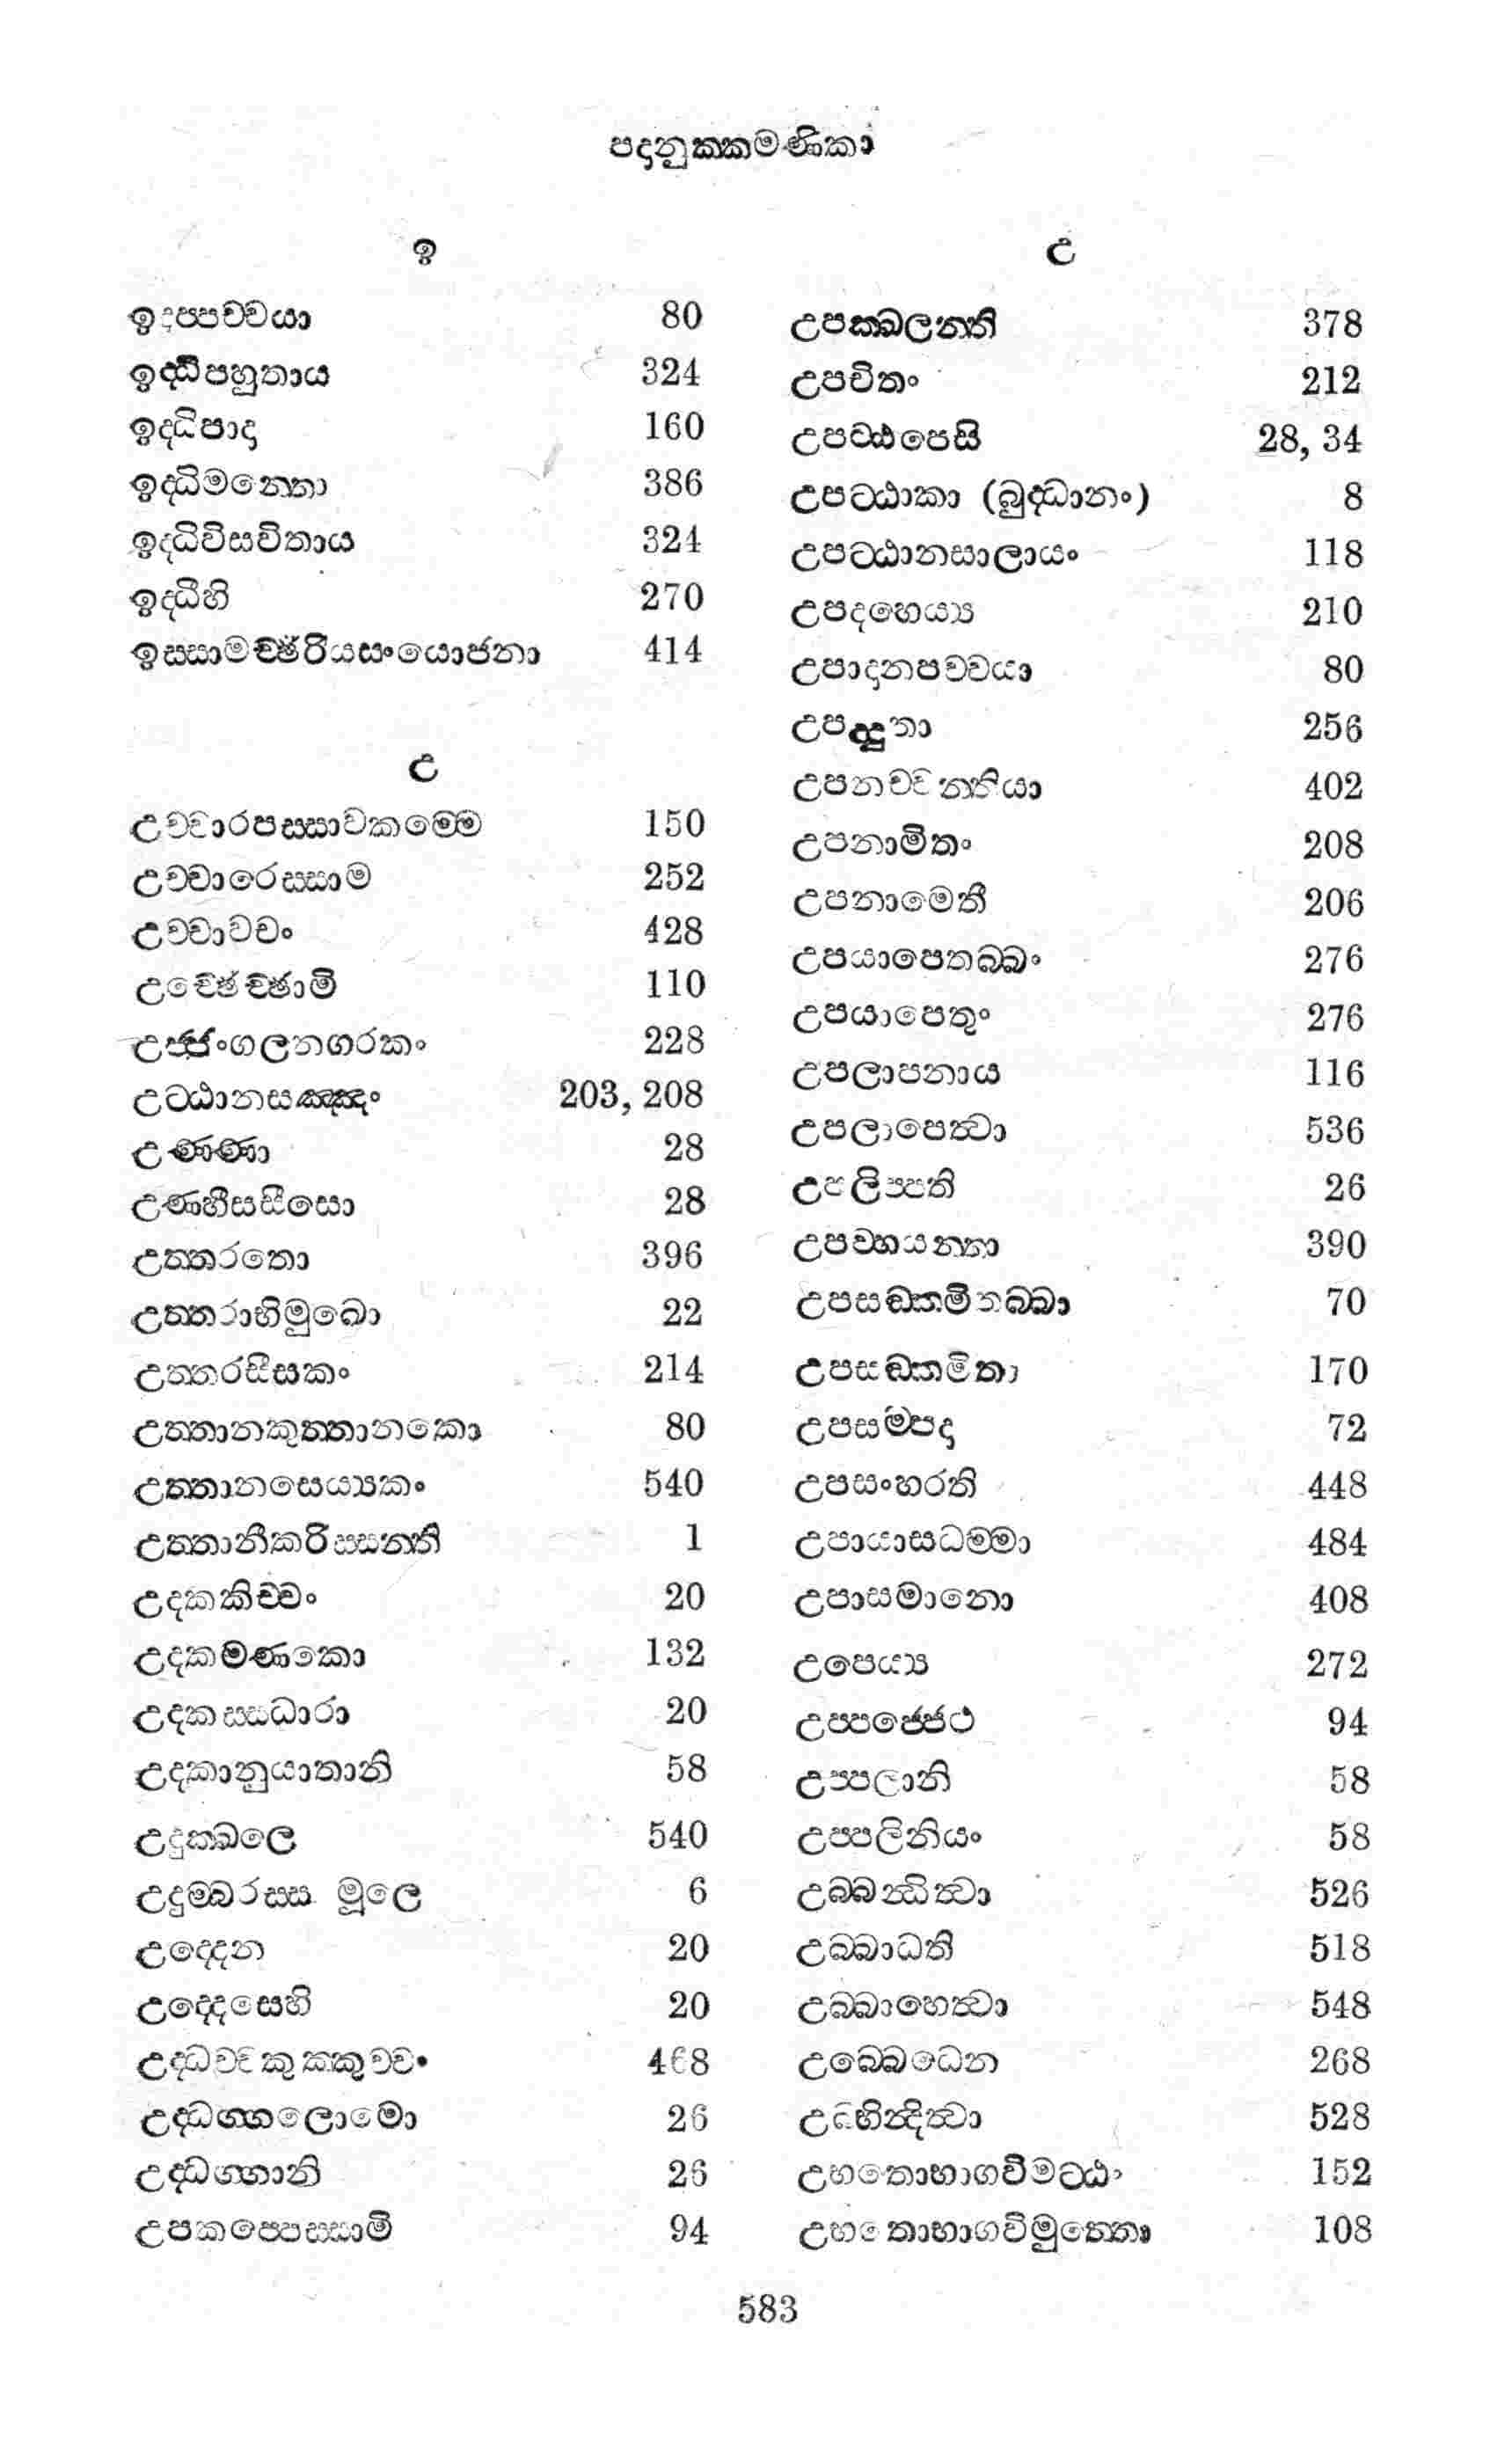 පදානුක්කමණිකා
ඉ
ඉදප්පච්චයා 80
ඉද්ධිපහුතාය 324
ඉද්ධිපාදා 160
ඉද්ධිමන්තො 386
ඉද්ධිවිසවිතාය 324
ඉද්ධීහි 270
ඉස්සාමච්ඡරියසංයොජනා 414
උ
උච්චාරපස්සාවකම්මෙ 150
උච්චාරෙස්සාම 252
උච්චාවචං 428
උච්ඡෙච්ඡාමි 110
උජ්ජංගලනගරකං 228
උට්ඨානසඤ්ඤං 203, 208
උණ්ණා 28
උණ්හීසසීසො 28
උත්තරතො 396
උත්තරාභිමුඛො 22
උත්තරසීසකං 214
උත්තානකුත්තානකො 80
උත්තානසෙය්‍යකං 540
උත්තානීකරිස්සන්ති 1
උදකකිච්චං 20
උදකමණිකො 132
උදකස්සධාරා 20
උදකානුයාතානි 58
උදුක්ඛලෙ 540
උදුම්බරස්ස මූලෙ 6
උද්දෙන 20
උද්දෙසෙහි 20
උද්ධච්චකුක්කුච්චං 468
උද්ධග්ගලොමො 26
උද්ධග්ගානි 26
උපකප්පෙස්සාමි 94
උ
උපක්ඛලන්ති 378
උපචිතං 212
උපට්ඨපෙසි 28, 34
උපට්ඨාකා (බුද්ධානං) 8
උපට්ඨානසාලායං 118
උපදහෙය්‍ය 210
උපාදානපච්චයා 80
උපද්දුතා 256
උපනච්චන්තියා 402
උපනාමිතං 208
උපනාමෙතී 206
උපයාපෙතබ්බං 276
උපයාපෙතුං 276
උපලාපනාය 116
උපලාපෙත්‍වා 536
උපලිප්පති 26
උපව්හයන්තා 390
උපසඞ්කමිතබ්බා 70
උපසඞ්කමිතා 170
උපසම්පදා 72
උපසංහරති 448
උපායාසධම්මා 484
උපාසමානො 408
උපෙය්‍ය 272
උප්පජ්ජෙථ 94
උප්පලානි 58
උප්පලිනියං 58
උබ්බන්ධිත්‍වා 526
උබ්බාධති 518
උබ්බාහෙත්‍වා 548
උබ්බෙධෙන 268
උබ්භින්දිත්‍වා 528
උභතොභාගවිමට්ඨං 152
උභතොභාගවිමුත්තො 108
583